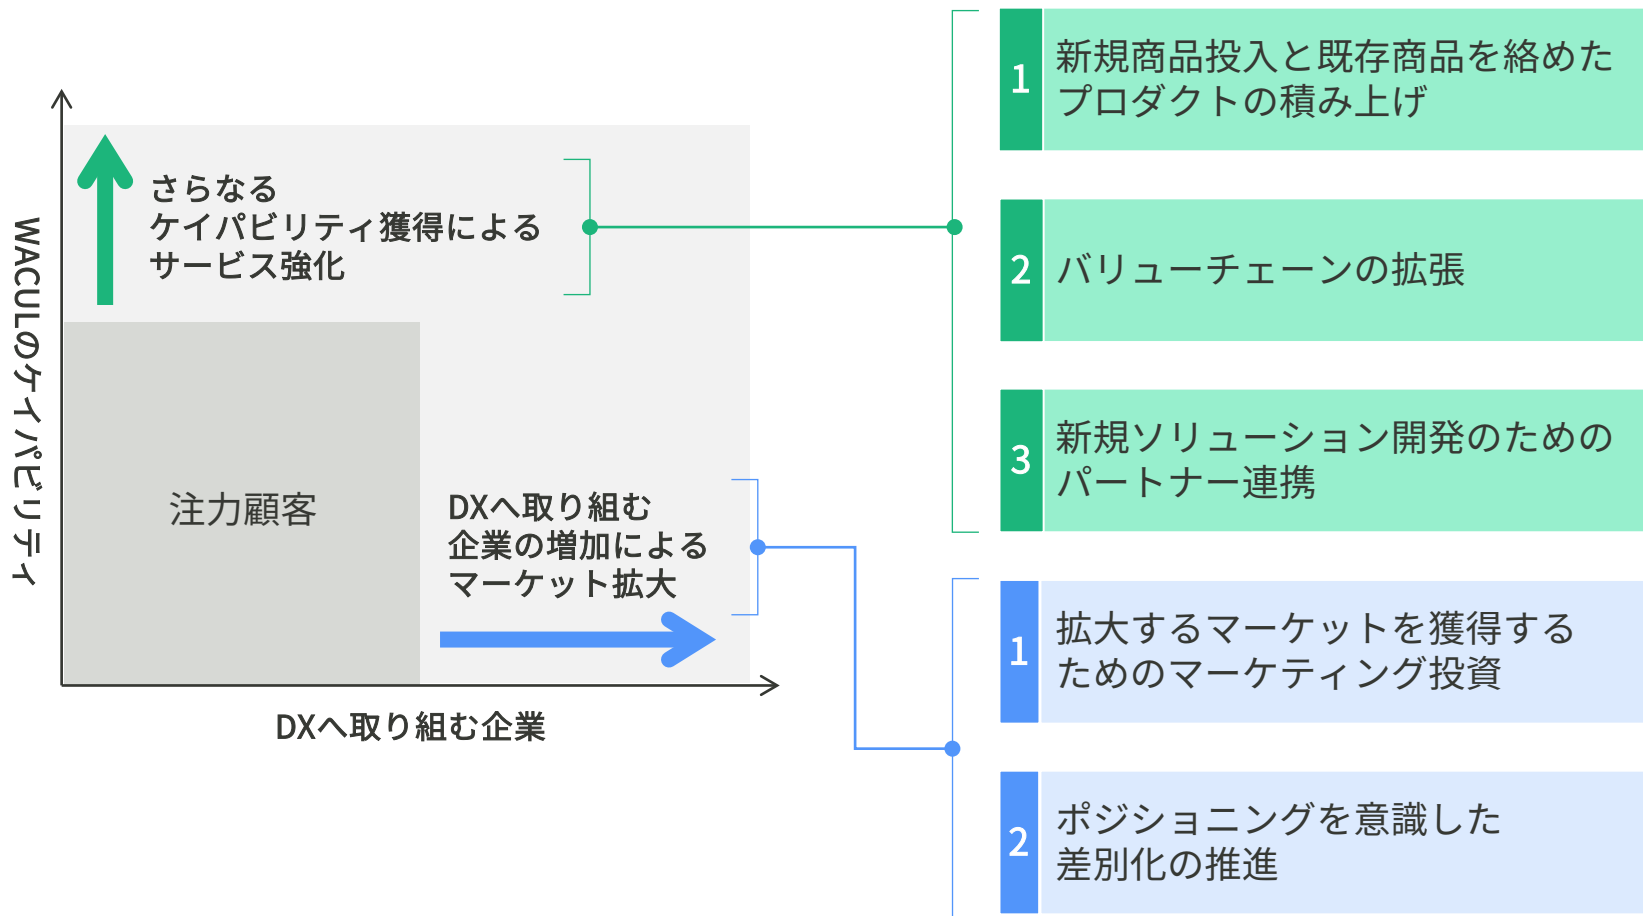 WACULのケイパビリティ
さらなる
ケイパビリティ獲得による
サービス強化
注力顧客
DXへ取り組む
企業の増加による
マーケット拡大
DXへ取り組む企業
1
新規商品投入と既存商品を絡めた
プロダクトの積み上げ
2
バリューチェーンの拡張
3
新規ソリューション開発のための
パートナー連携
1
拡大するマーケットを獲得する
ためのマーケティング投資
2
ポジショニングを意識した
差別化の推進